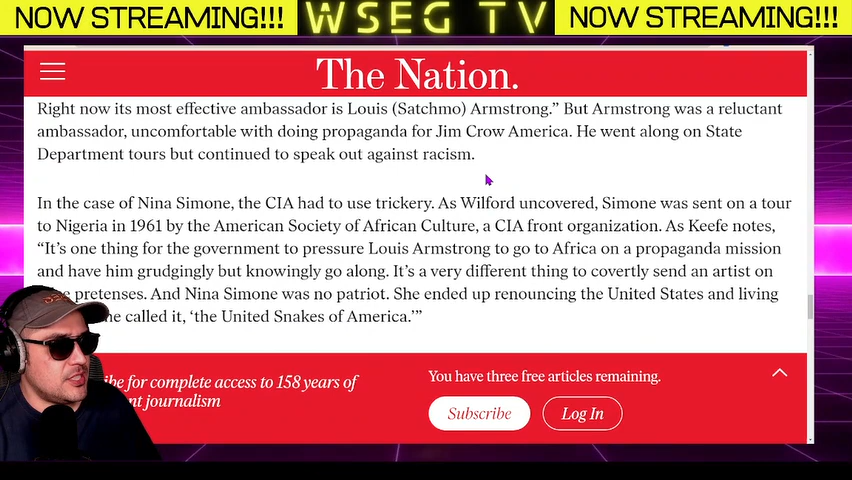 NOW STREAMING!!! WSEG TV NOW STREAMING!!!
The Nation.
Right now its most effective ambassador is Louis (Satchmo) Armstrong.” But Armstrong was a reluctant
ambassador, uncomfortable with doing propaganda for Jim Crow America. He went along on State
Department tours but continued to speak out against racism.
In the case of Nina Simone, the CIA had to use trickery. As Wilford uncovered, Simone was sent on a tour
to Nigeria in 1961 by the American Society of African Culture, a CIA front organization. As Keefe notes,
“It’s one thing for the government to pressure Louis Armstrong to go to Africa on a propaganda mission
and have him grudgingly but knowingly go along. It’s a very different thing to covertly send an artist on
pretenses. And Nina Simone was no patriot. She ended up renouncing the United States and living
called it, ‘the United Snakes of America.’”
for complete access to 158 years of
journalism
You have three free articles remaining.
Subscribe
Log In